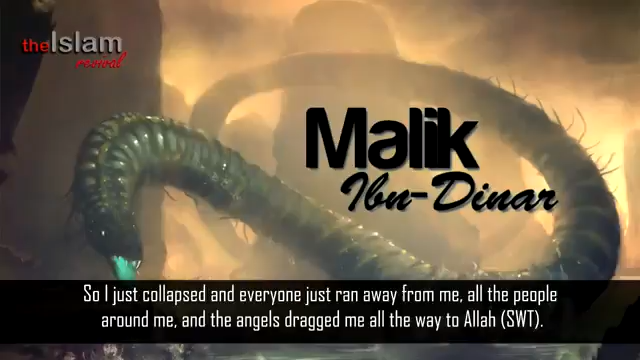 theIslam
revival
Malik
Ibn-Dinar
So I just collapsed and everyone just ran away from me, all the people
around me, and the angels dragged me all the way to Allah (SWT).